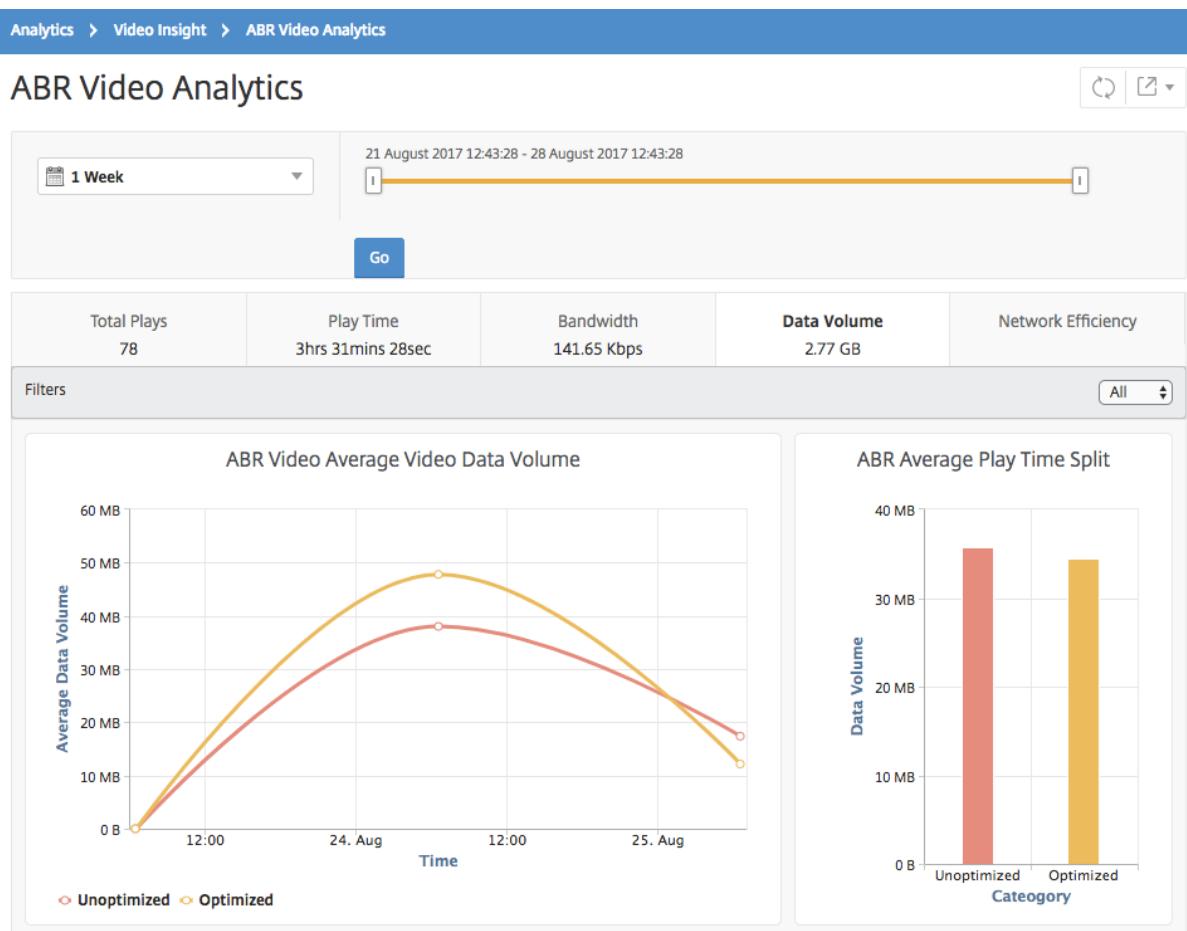 Analytics > Video Insight > ABR Video Analytics
ABR Video Analytics
1 Week
21 August 2017 12:43:28 - 28 August 2017 12:43:28
Go
Total Plays
78
Play Time
3hrs 31mins 28sec
Bandwidth
141.65 Kbps
Data Volume
2.77 GB
Network Efficiency
Filters
All
ABR Video Average Video Data Volume
60 MB
50 MB
40 MB
30 MB
20 MB
10 MB
0 B
Average Data Volume
12:00
24. Aug
12:00
25. Aug
Time
Unoptimized
Optimized
ABR Average Play Time Split
40 MB
30 MB
20 MB
10 MB
0 B
Data Volume
Unoptimized
Optimized
Cateogory